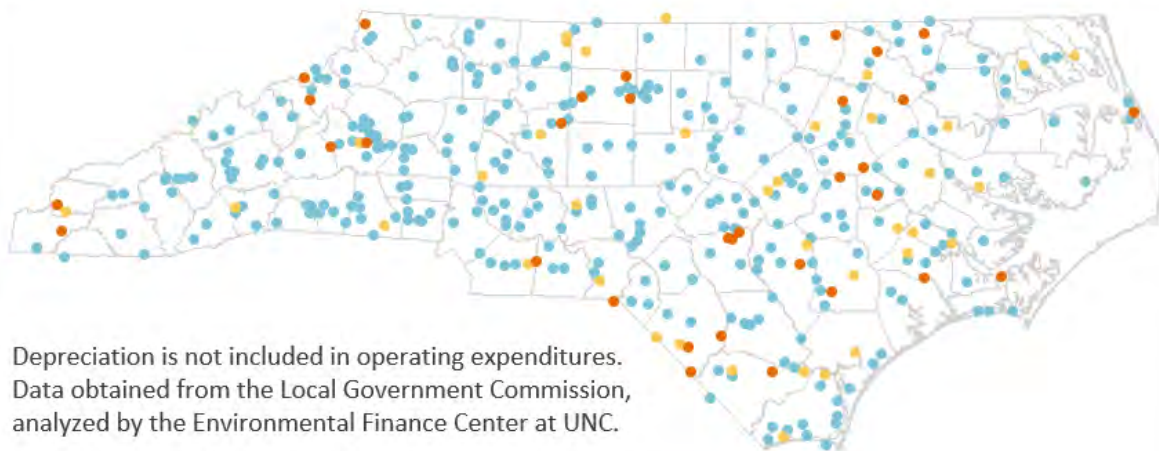 Depreciation is not included in operating expenditures.
Data obtained from the Local Government Commission,
analyzed by the Environmental Finance Center at UNC.